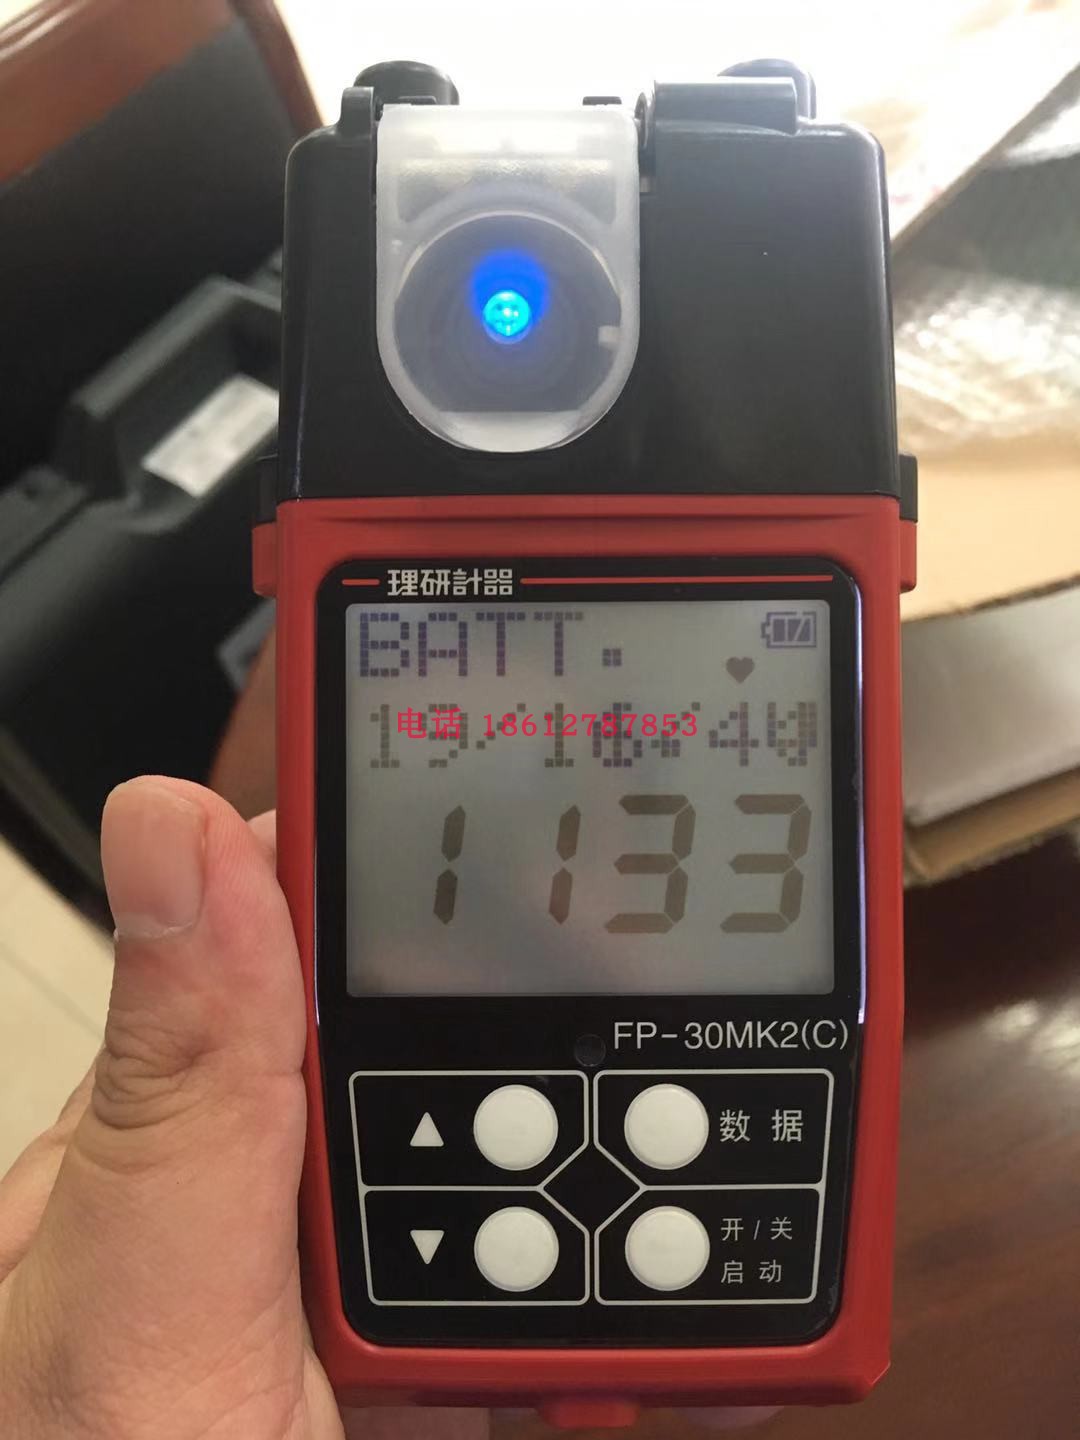 理研計器
BATT.
电话 18612787853
1133
FP-30MK2(C)
▲
数据
▼
开/关
启动